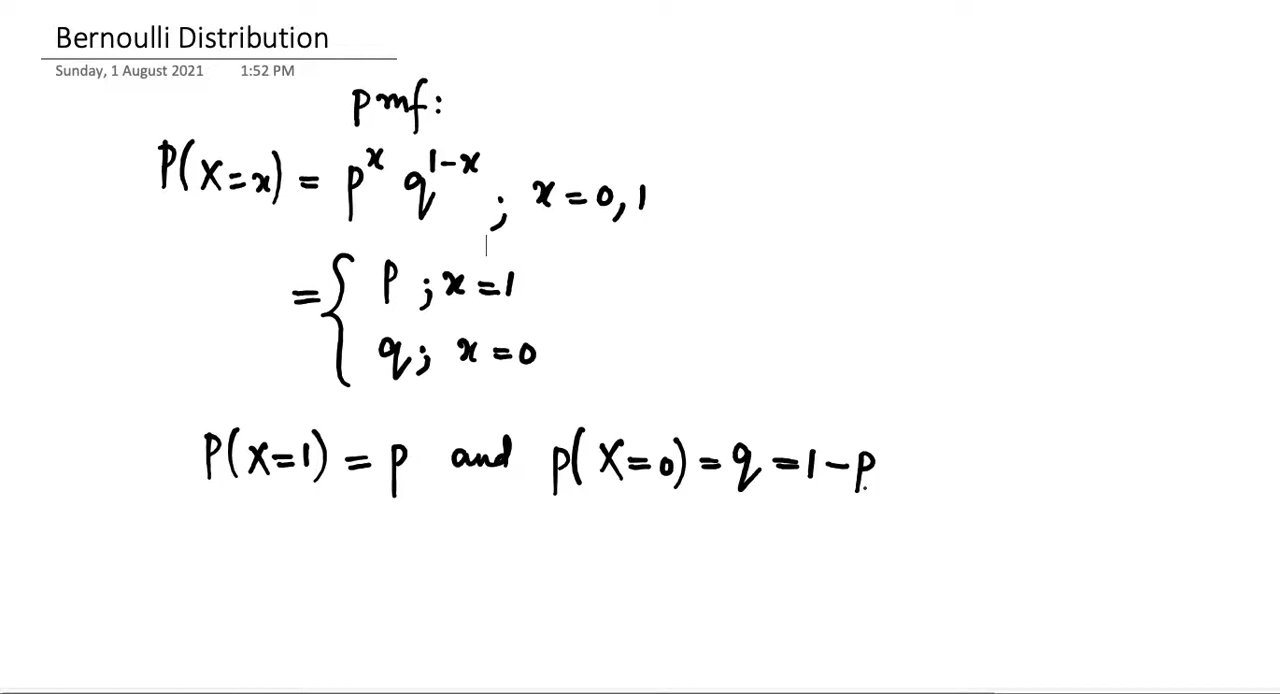 Bernoulli Distribution
Sunday, 1 August 2021 1:52 PM
pmf:
P(X=x) = p^x q^{1-x} ; x=0,1
= { p ; x=1
q ; x=0
P(X=1) = p and p(X=0) = q = 1-p